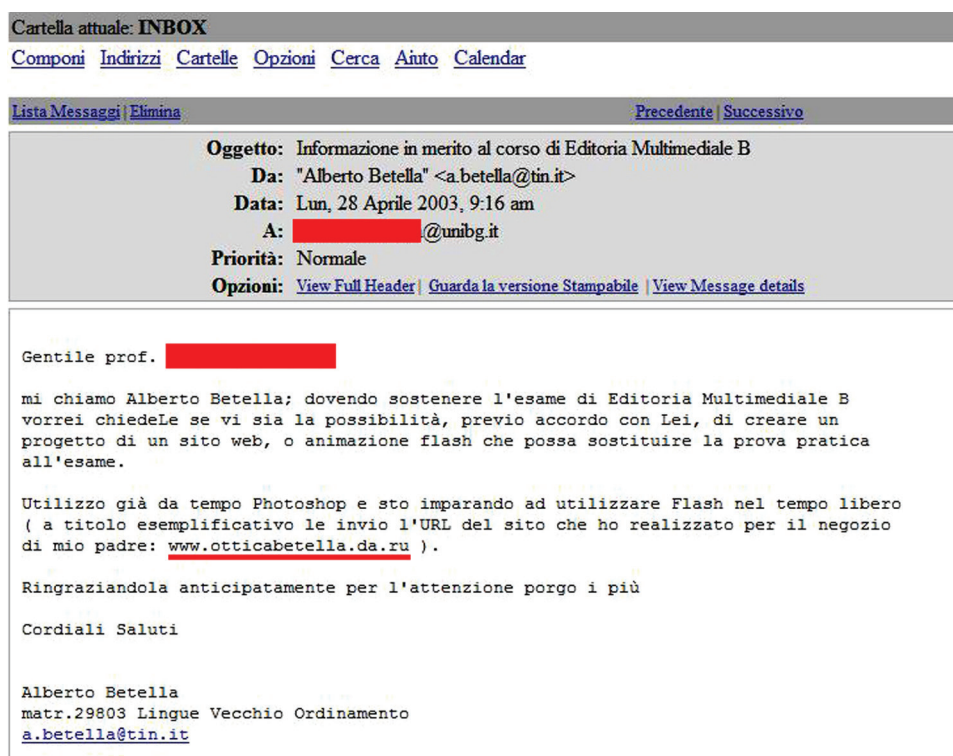 Cartella attuale: INBOX
Componi Indirizzi Cartelle Opzioni Cerca Aiuto Calendar
Lista Messaggi | Elimina Precedente | Successivo
Oggetto: Informazione in merito al corso di Editoria Multimediale B
Da: "Alberto Betella" <a.betella@tin.it>
Data: Lun, 28 Aprile 2003, 9:16 am
A: @unibg.it
Priorità: Normale
Opzioni: View Full Header | Guarda la versione Stampabile | View Message details
Gentile prof.
mi chiamo Alberto Betella; dovendo sostenere l'esame di Editoria Multimediale B
vorrei chiedeLe se vi sia la possibilità, previo accordo con Lei, di creare un
progetto di un sito web, o animazione flash che possa sostituire la prova pratica
all'esame.
Utilizzo già da tempo Photoshop e sto imparando ad utilizzare Flash nel tempo libero
( a titolo esemplificativo le invio l'URL del sito che ho realizzato per il negozio
di mio padre: www.otticabetella.da.ru ).
Ringraziandola anticipatamente per l'attenzione porgo i più
Cordiali Saluti
Alberto Betella
matr.29803 Lingue Vecchio Ordinamento
a.betella@tin.it